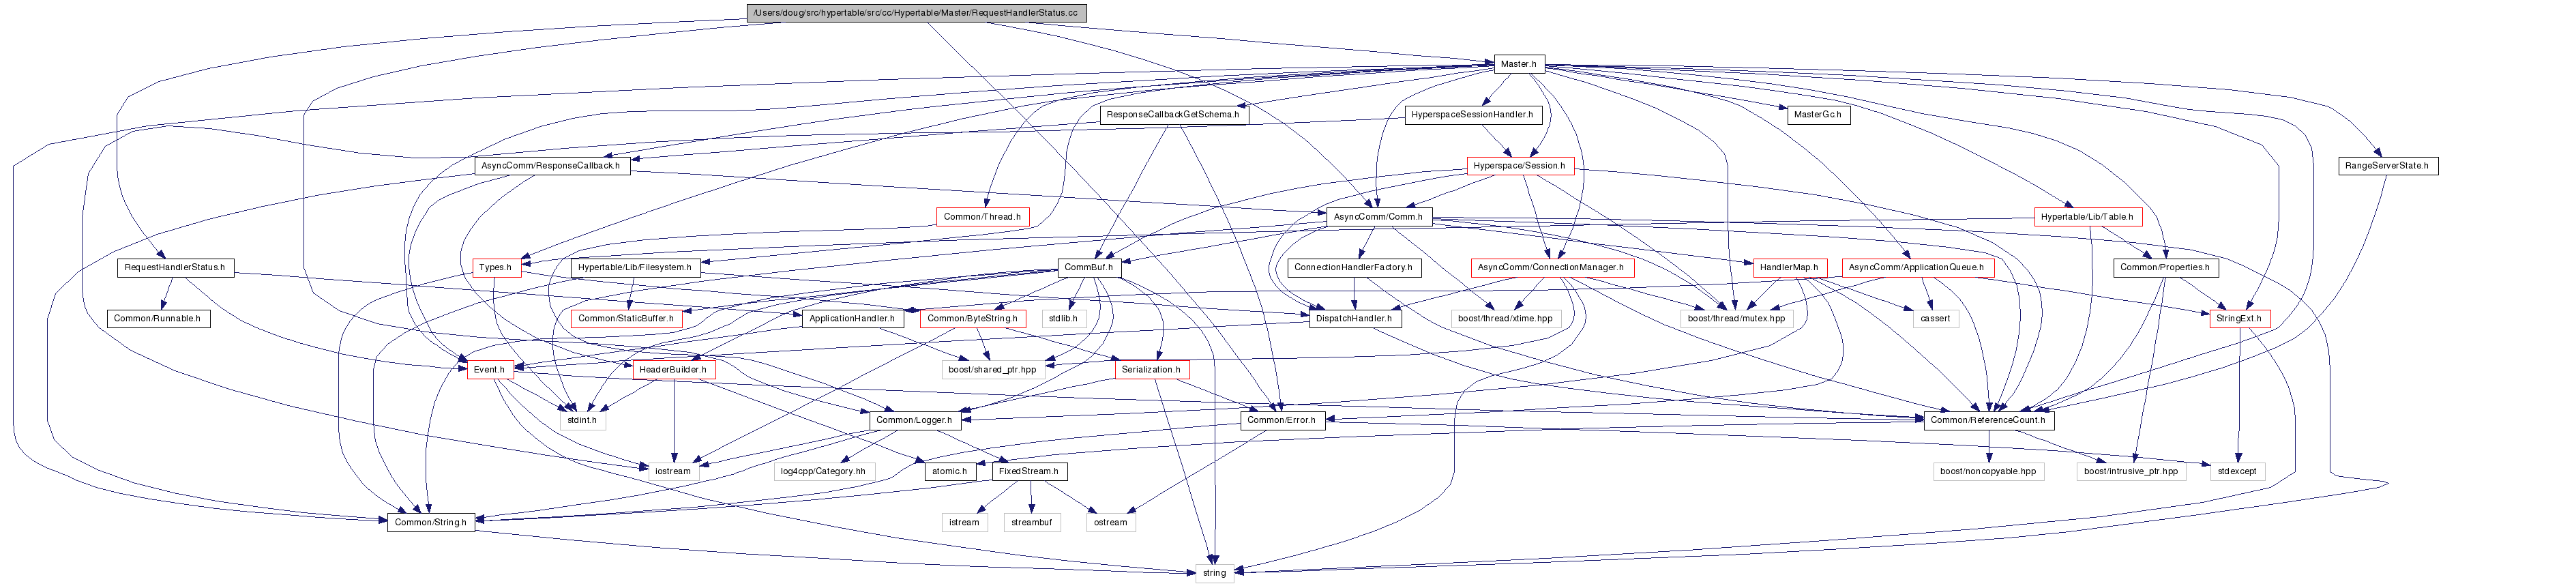 /Users/doug/src/hypertable/src/cc/Hypertable/Master/RequestHandlerStatus.cc
Master.h
ResponseCallbackGetSchema.h
HyperspaceSessionHandler.h
MasterGc.h
AsyncComm/ResponseCallback.h
Hyperspace/Session.h
RangeServerState.h
Common/Thread.h
AsyncComm/Comm.h
Hypertable/Lib/Table.h
RequestHandlerStatus.h
Types.h
Hypertable/Lib/Filesystem.h
CommBuf.h
ConnectionHandlerFactory.h
AsyncComm/ConnectionManager.h
HandlerMap.h
AsyncComm/ApplicationQueue.h
Common/Properties.h
Common/Runnable.h
Common/StaticBuffer.h
ApplicationHandler.h
Common/ByteString.h
stdlib.h
DispatchHandler.h
boost/thread/xtime.hpp
boost/thread/mutex.hpp
cassert
StringExt.h
Event.h
HeaderBuilder.h
boost/shared_ptr.hpp
Serialization.h
stdint.h
Common/Logger.h
Common/Error.h
Common/ReferenceCount.h
iostream
log4cpp/Category.hh
atomic.h
FixedStream.h
boost/noncopyable.hpp
boost/intrusive_ptr.hpp
stdexcept
Common/String.h
istream
streambuf
ostream
string